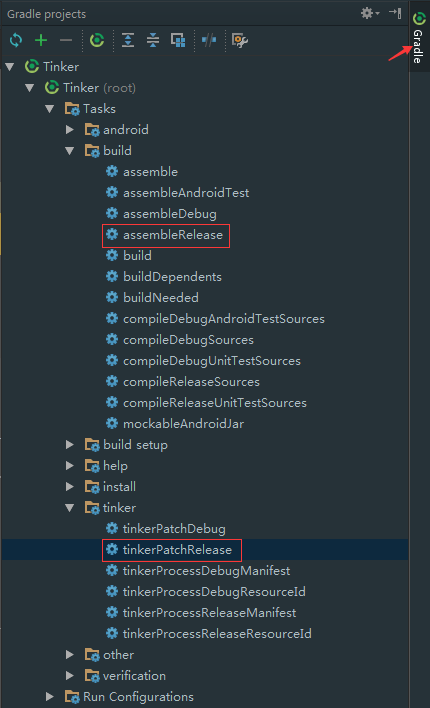 Gradle projects
Gradle
Tinker
Tinker (root)
Tasks
android
build
assemble
assembleAndroidTest
assembleDebug
assembleRelease
build
buildDependents
buildNeeded
compileDebugAndroidTestSources
compileDebugSources
compileDebugUnitTestSources
compileReleaseSources
compileReleaseUnitTestSources
mockableAndroidJar
build setup
help
install
tinker
tinkerPatchDebug
tinkerPatchRelease
tinkerProcessDebugManifest
tinkerProcessDebugResourceId
tinkerProcessReleaseManifest
tinkerProcessReleaseResourceId
other
verification
Run Configurations